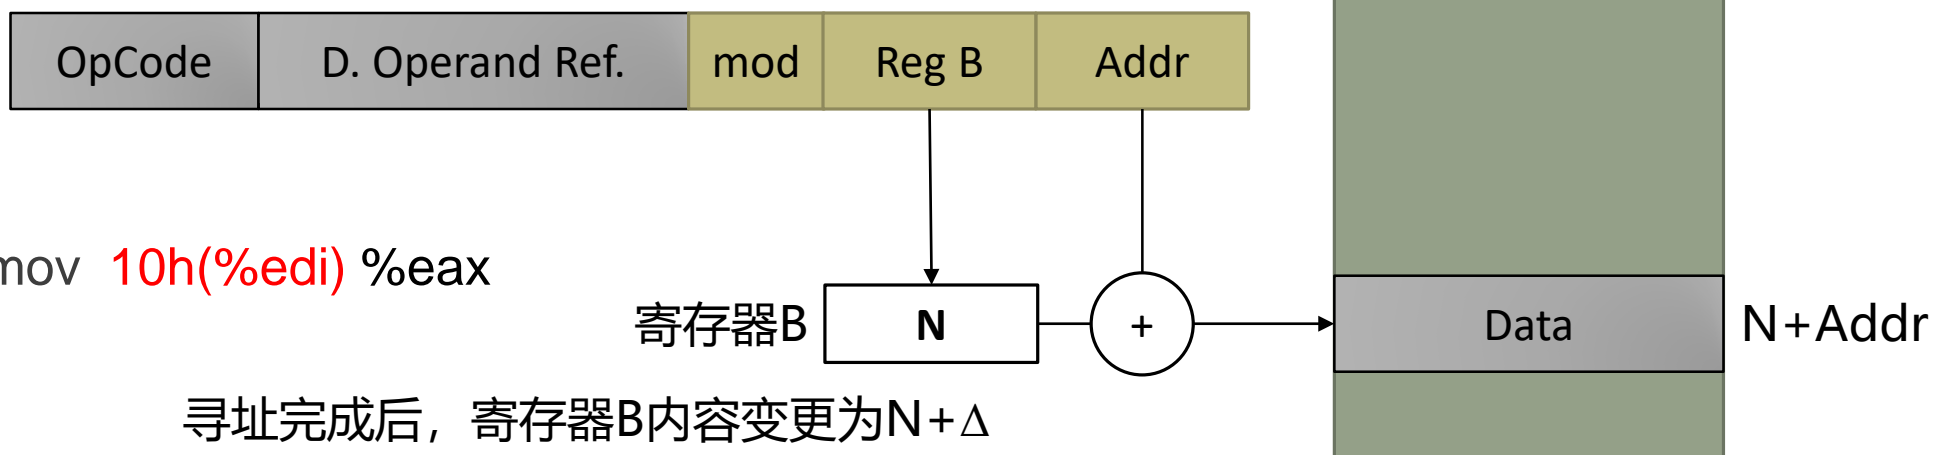 OpCode D. Operand Ref. mod Reg B Addr
mov 10h(%edi) %eax
寄存器B N + Data N+Addr
寻址完成后，寄存器B内容变更为N+Δ